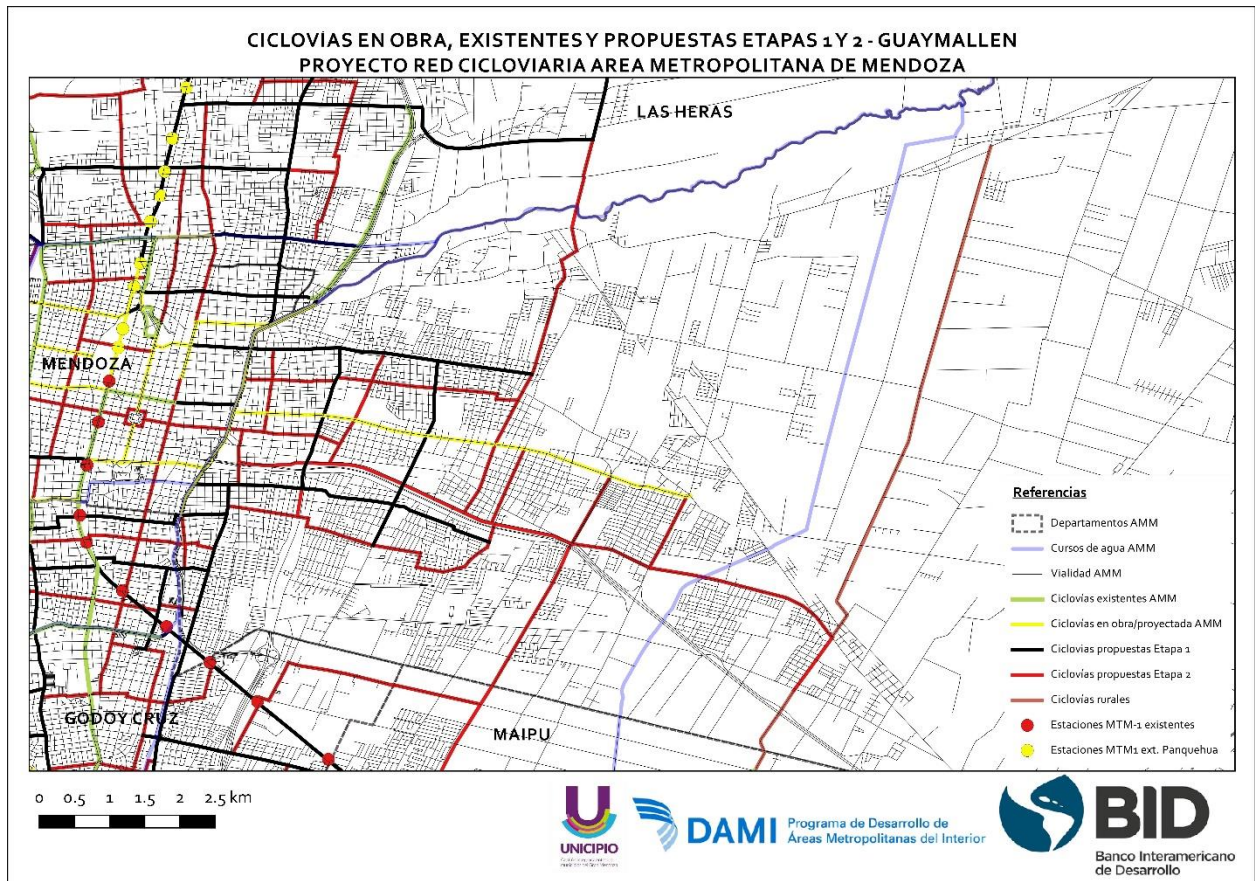 CICLOVÍAS EN OBRA, EXISTENTES Y PROPUESTAS ETAPAS 1 Y 2 - GUAYMALLEN
PROYECTO RED CICLOVIARIA AREA METROPOLITANA DE MENDOZA
LAS HERAS
MENDOZA
GODOY CRUZ
MAIPU
Referencias
Departamentos AMM
Cursos de agua AMM
Vialidad AMM
Ciclovías existentes AMM
Ciclovías en obra/proyectada AMM
Ciclovias propuestas Etapa 1
Ciclovías propuestas Etapa 2
Ciclovías rurales
Estaciones MTM-1 existentes
Estaciones MTM1 ext. Panquehua
0 0.5 1 1.5 2 2.5 km
U
UNICIPIO
DAMI
Programa de Desarrollo de
Áreas Metropolitanas del Interior
BID
Banco Interamericano
de Desarrollo